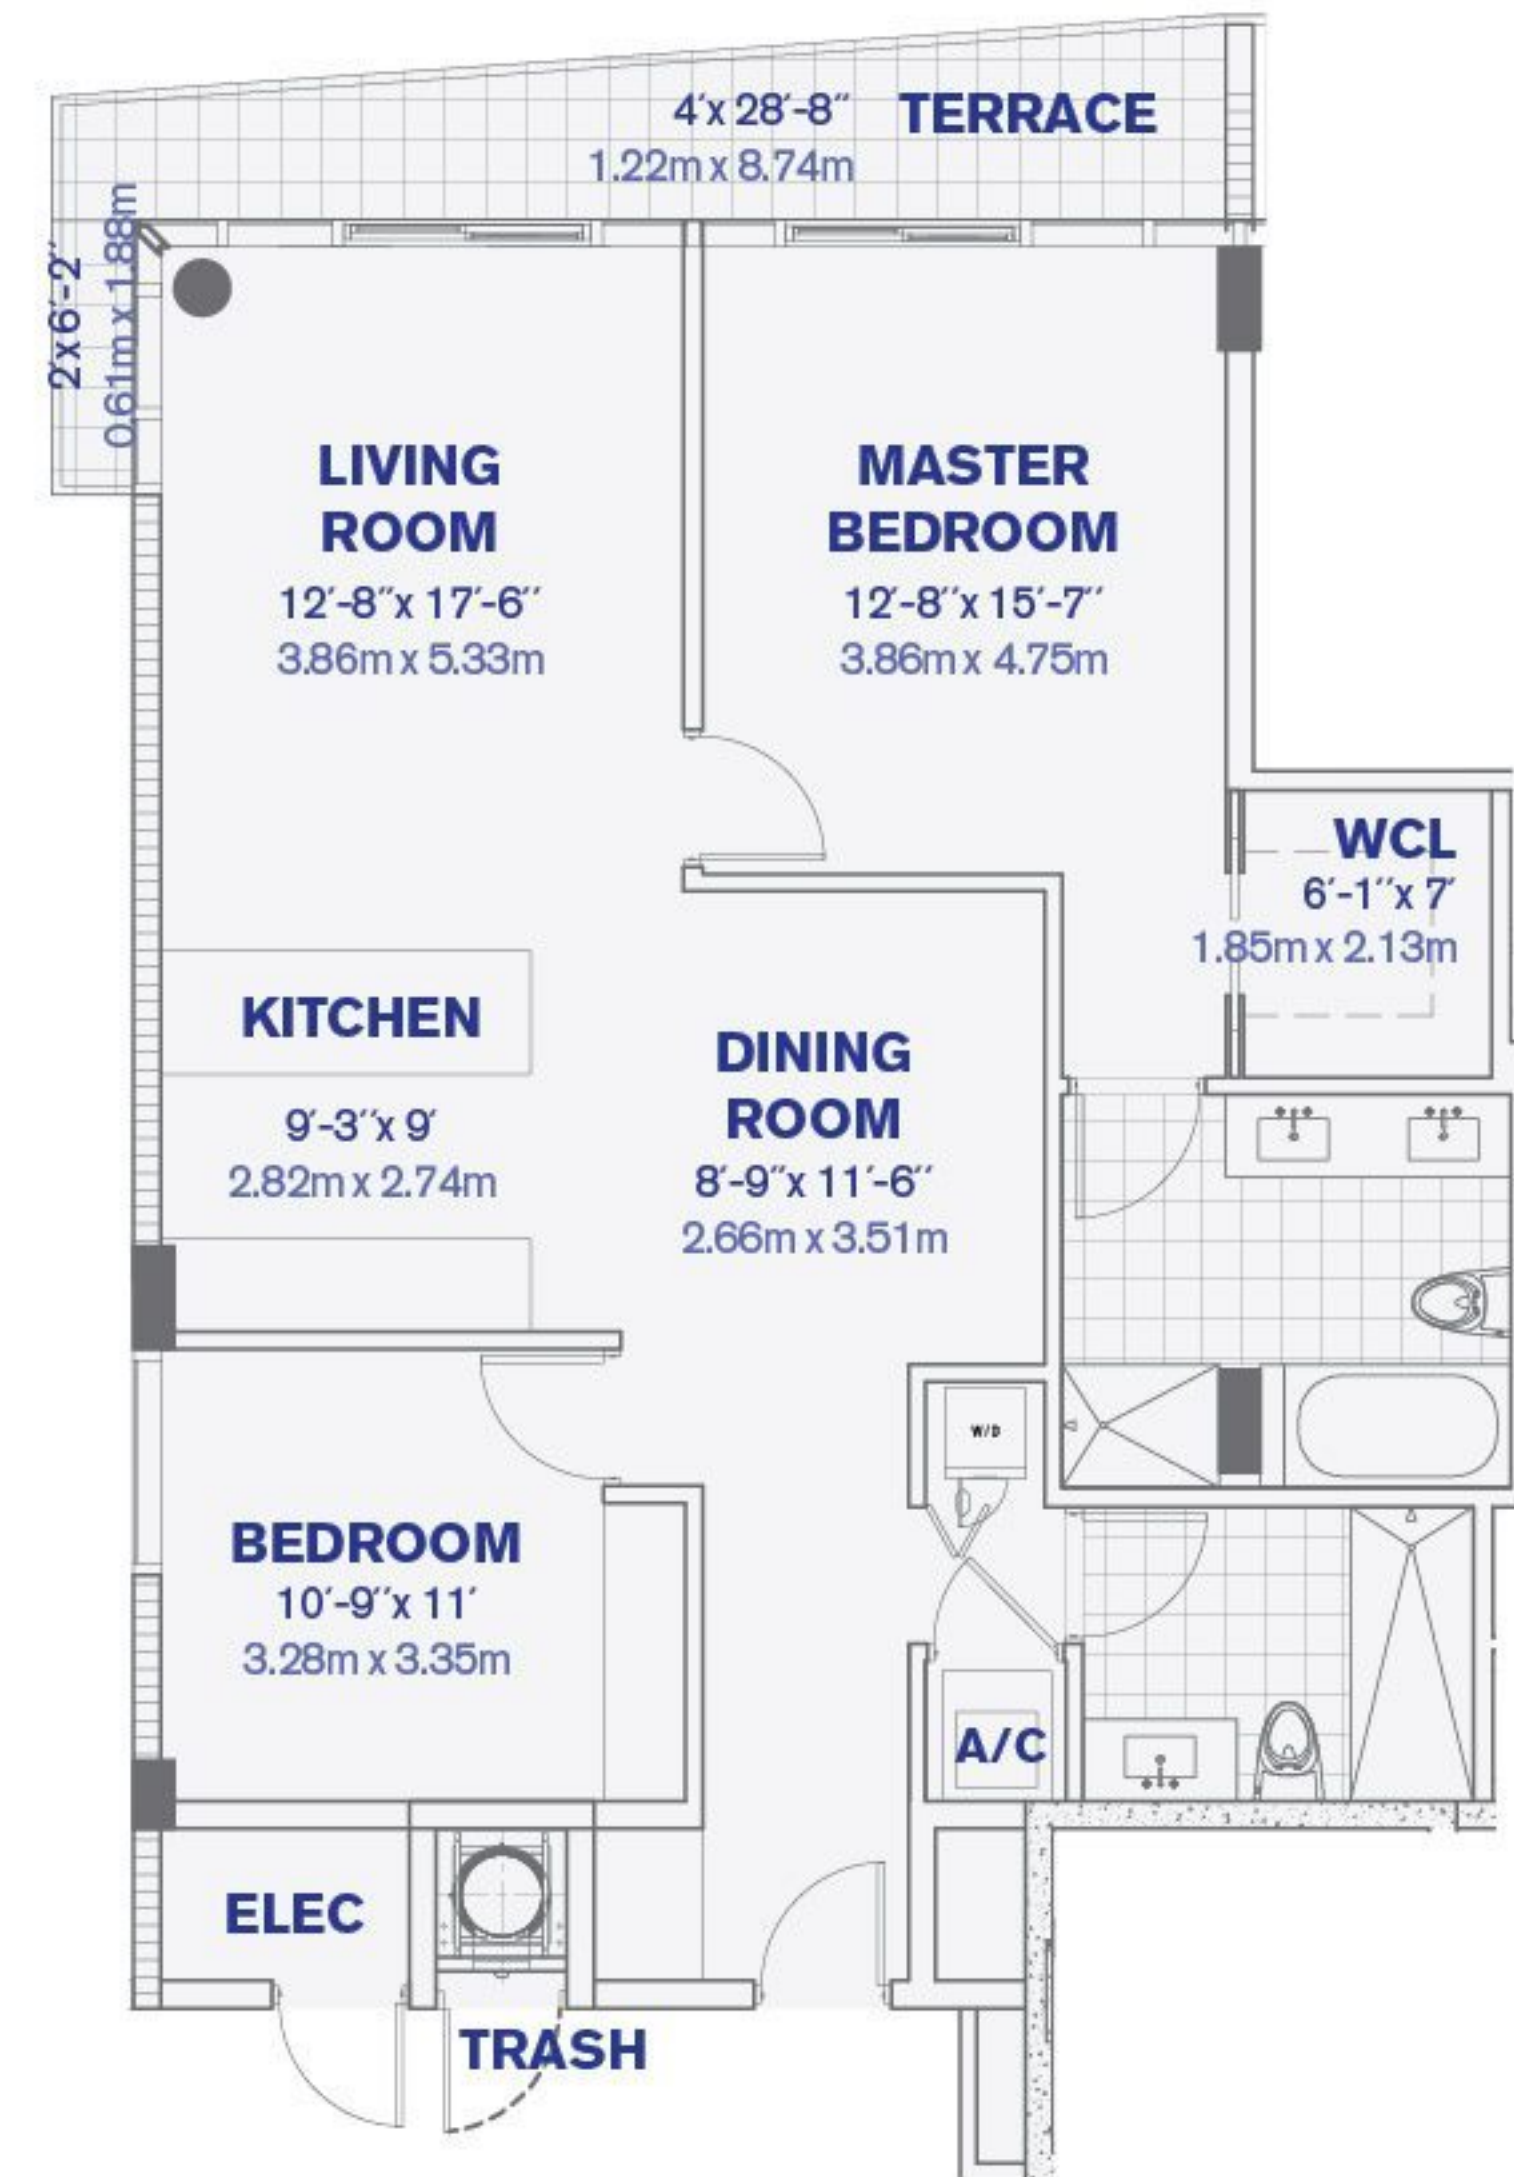 4'x 28'-8" TERRACE
1.22m x 8.74m
2'x 6'-2"
0.61m x 1.88m
LIVING
ROOM
12'-8"x 17'-6"
3.86m x 5.33m
MASTER
BEDROOM
12'-8"x 15'-7"
3.86m x 4.75m
WCL
6'-1"x 7'
1.85m x 2.13m
KITCHEN
9'-3"x 9'
2.82m x 2.74m
DINING
ROOM
8'-9"x 11'-6"
2.66m x 3.51m
W/D
BEDROOM
10'-9"x 11'
3.28m x 3.35m
A/C
ELEC
TRASH